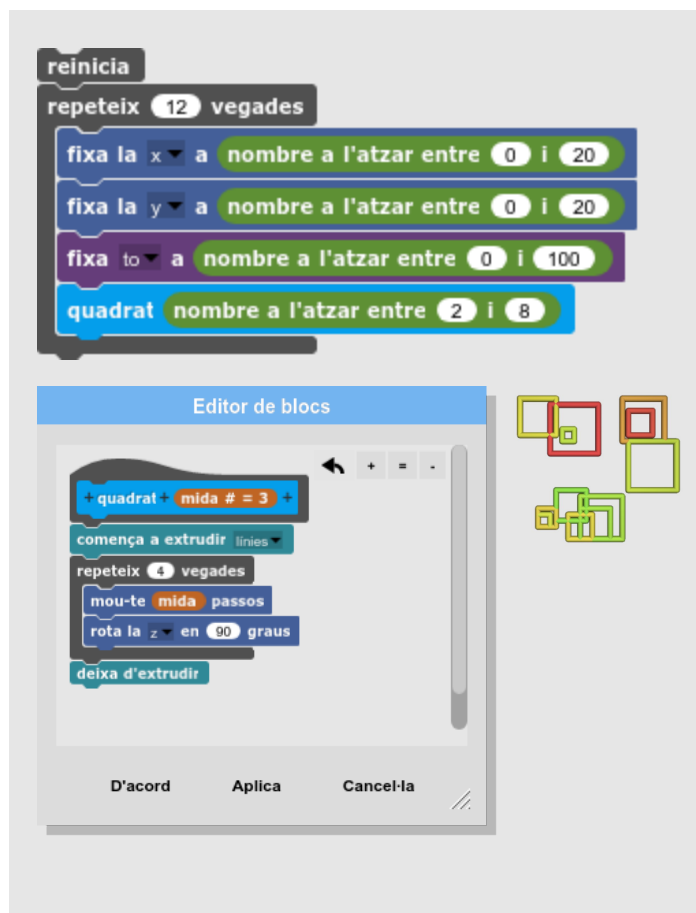 reinicia
repeteix 12 vegades
fixa la x a nombre a l'atzar entre 0 i 20
fixa la y a nombre a l'atzar entre 0 i 20
fixa to a nombre a l'atzar entre 0 i 100
quadrat nombre a l'atzar entre 2 i 8
Editor de blocs
+ = -
+ quadrat + mida # = 3 +
comença a extrudir línies
repeteix 4 vegades
mou-te mida passos
rota la z en 90 graus
deixa d'extrudir
D'acord Aplica Cancel·la